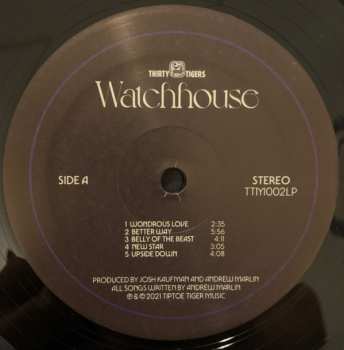 THIRTY TIGERS
Watchhouse
SIDE A
STEREO
TTM1002LP
1 WONDROUS LOVE 2:35
2 BETTER WAY 5:56
3 BELLY OF THE BEAST 4:11
4 NEW STAR 3:05
5 UPSIDE DOWN 4:08
PRODUCED BY JOSH KAUFMAN AND ANDREW MARLIN
ALL SONGS WRITTEN BY ANDREW MARLIN
℗ & © 2021 TIPTOE TIGER MUSIC